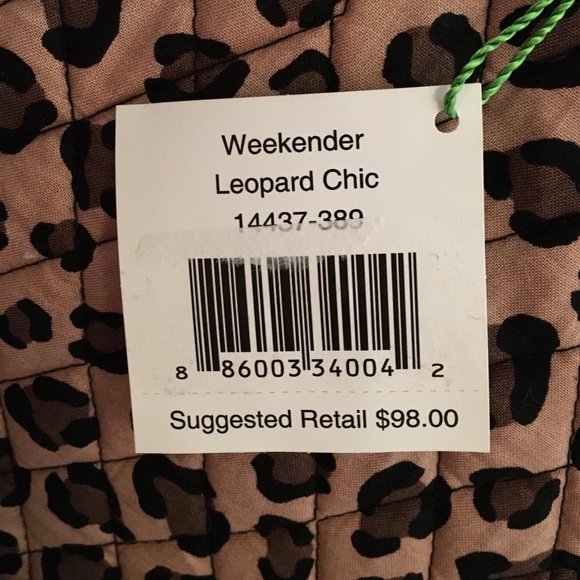 Weekender
Leopard Chic
14437-389
8 86003 34004 2
Suggested Retail $98.00